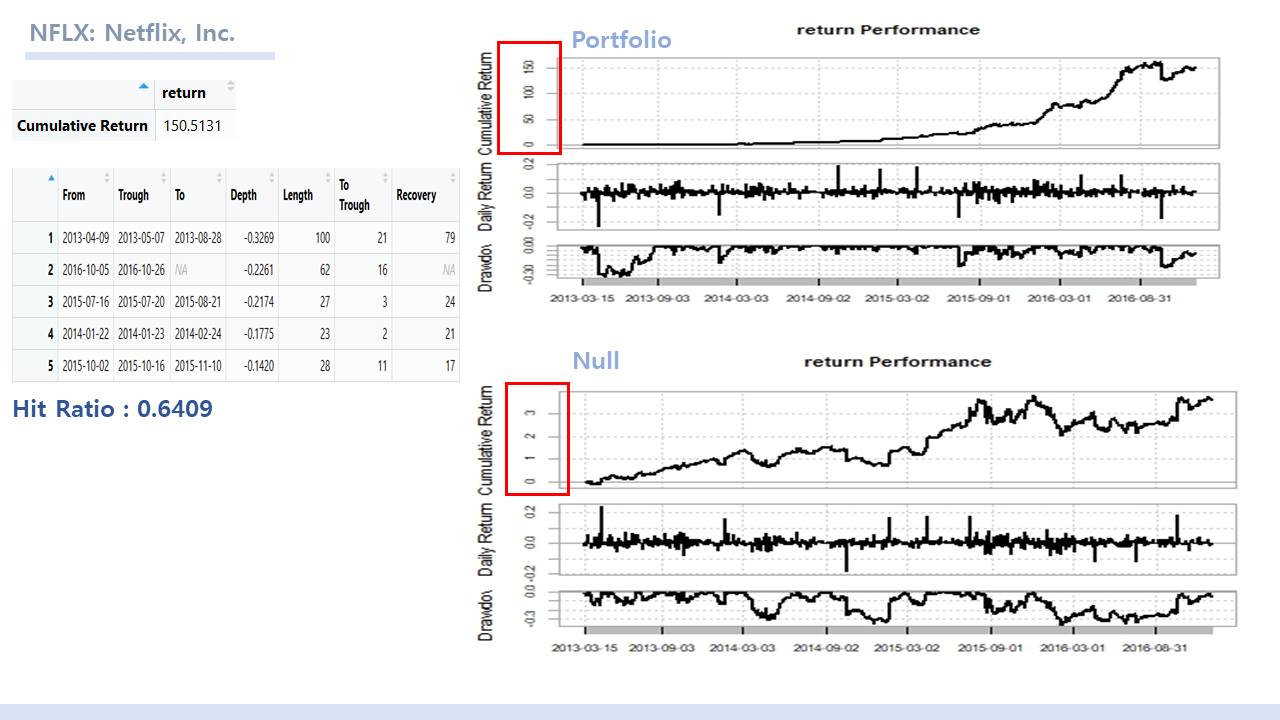 NFLX: Netflix, Inc.
return
Cumulative Return 150.5131
From Trough To Depth Length To Trough Recovery
1 2013-04-09 2013-05-07 2013-08-28 -0.3269 100 21 79
2 2016-10-05 2016-10-26 NA -0.2261 62 16 NA
3 2015-07-16 2015-07-20 2015-08-21 -0.2174 27 3 24
4 2014-01-22 2014-01-23 2014-02-24 -0.1775 23 2 21
5 2015-10-02 2015-10-16 2015-11-10 -0.1420 28 11 17
Hit Ratio : 0.6409
Portfolio
return Performance
Cumulative Return
150
100
50
0
Daily Return
0.2
0.0
-0.2
Drawdo
0.00
-0.30
2013-03-15 2013-09-03 2014-03-03 2014-09-02 2015-03-02 2015-09-01 2016-03-01 2016-08-31
Null
return Performance
Cumulative Return
3
2
1
0
Daily Return
0.2
0.0
-0.2
Drawdo
0.0
-0.3
2013-03-15 2013-09-03 2014-03-03 2014-09-02 2015-03-02 2015-09-01 2016-03-01 2016-08-31